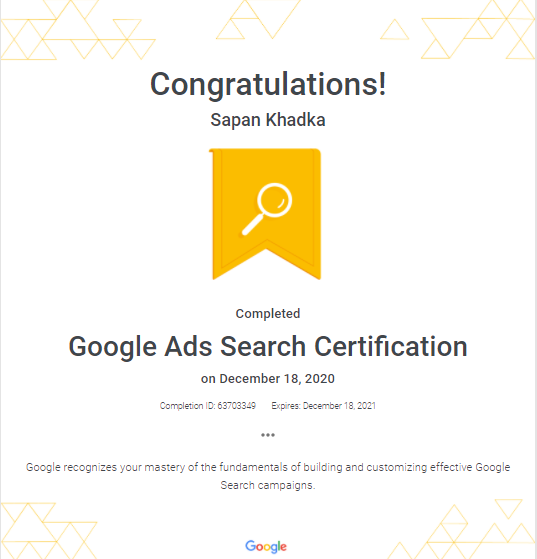 Congratulations!
Sapan Khadka
Completed
Google Ads Search Certification
on December 18, 2020
Completion ID: 63703349 Expires: December 18, 2021
•••
Google recognizes your mastery of the fundamentals of building and customizing effective Google
Search campaigns.
Google